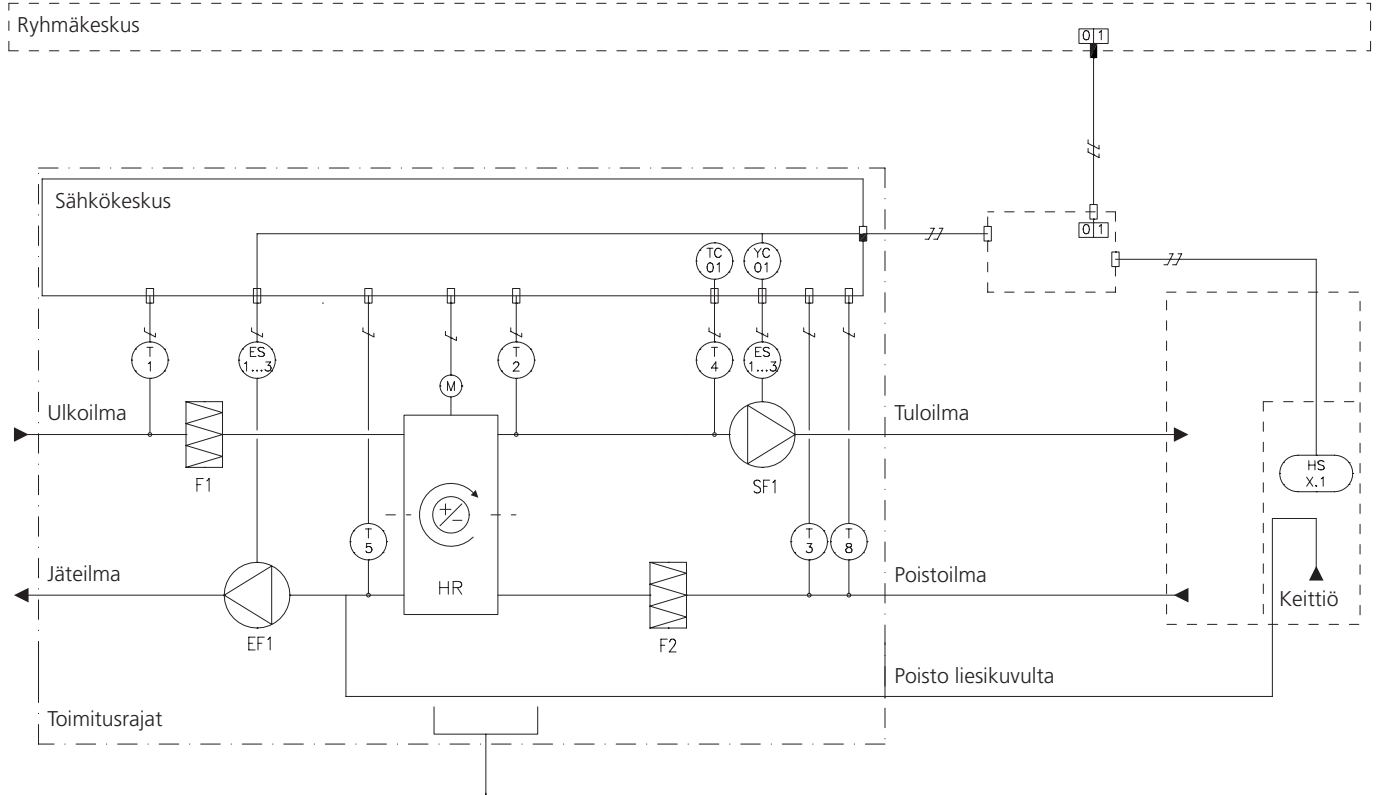 Ryhmäkeskus
0 1
Sähkökeskus
0 1
TC
01
YC
01
T
1
ES
1...3
T
2
T
4
ES
1...3
M
Ulkoilma
Tuloilma
F1
SF1
HS
X.1
+
–
T
5
T
3
T
8
Jäteilma
HR
Poistoilma
Keittiö
EF1
F2
Poisto liesikuvulta
Toimitusrajat